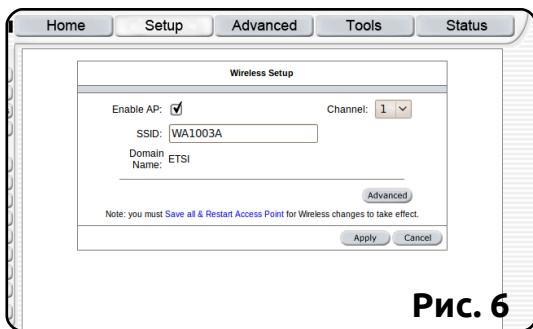 Home Setup Advanced Tools Status
Wireless Setup
Enable AP: Channel: 1
SSID: WA1003A
Domain
Name: ETSI
Advanced
Note: you must Save all & Restart Access Point for Wireless changes to take effect.
Apply Cancel
Рис. 6